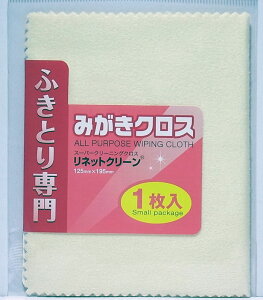 ふきとり専門
みがきクロス
ALL PURPOSE WIPING CLOTH
スーパークリーニングクロス
リネットクリーン®
125mm×195mm
1枚入
Small package